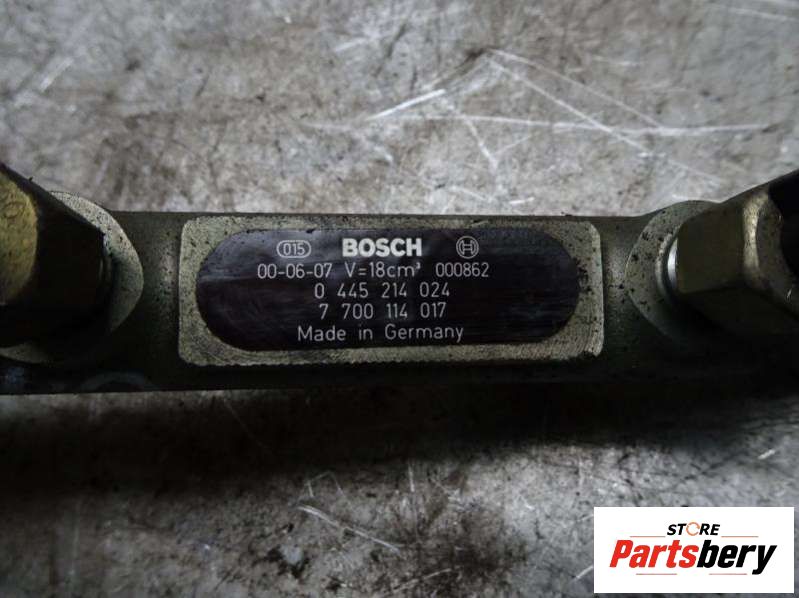 015 BOSCH
00-06-07 V=18cm³ 000862
0 445 214 024
7 700 114 017
Made in Germany
STORE
Partsbery